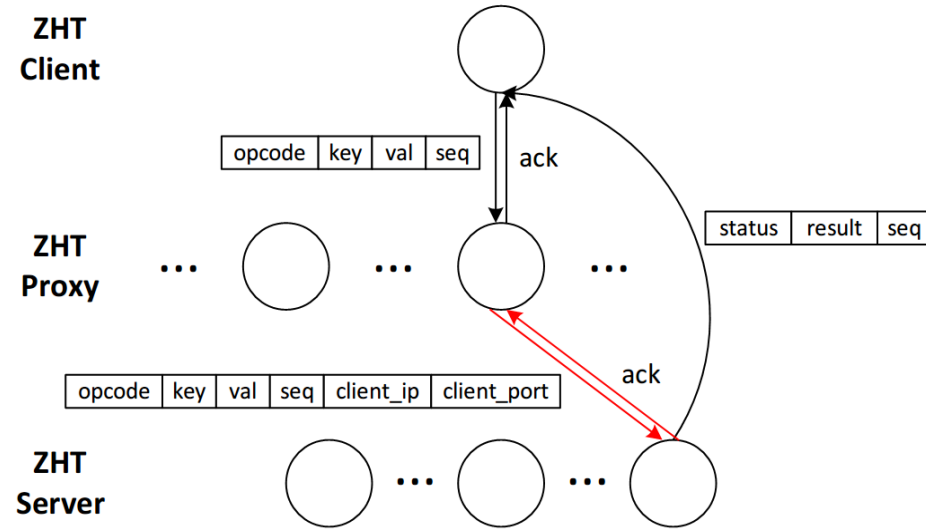 ZHT
Client
opcode key val seq
ack
status result seq
ZHT
Proxy
... ... ...
ack
opcode key val seq client_ip client_port
ZHT
Server
... ...